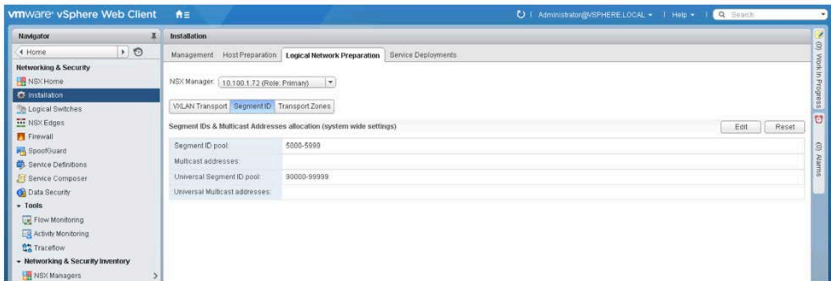 vmware® vSphere Web Client
Administrator@VSPHERE.LOCAL
Help
Search
Navigator
Home
Networking & Security
NSX Home
Installation
Logical Switches
NSX Edges
Firewall
SpoofGuard
Service Definitions
Service Composer
Data Security
Tools
Flow Monitoring
Activity Monitoring
Traceflow
Networking & Security Inventory
NSX Managers
Installation
Management Host Preparation Logical Network Preparation Service Deployments
NSX Manager: 10.100.1.72 (Role: Primary)
VXLAN Transport Segment ID Transport Zones
Segment IDs & Multicast Addresses allocation (system wide settings)
Edit Reset
Segment ID pool: 5000-5999
Multicast addresses:
Universal Segment ID pool: 90000-99999
Universal Multicast addresses:
(0) Work In Progress
(0) Alarms